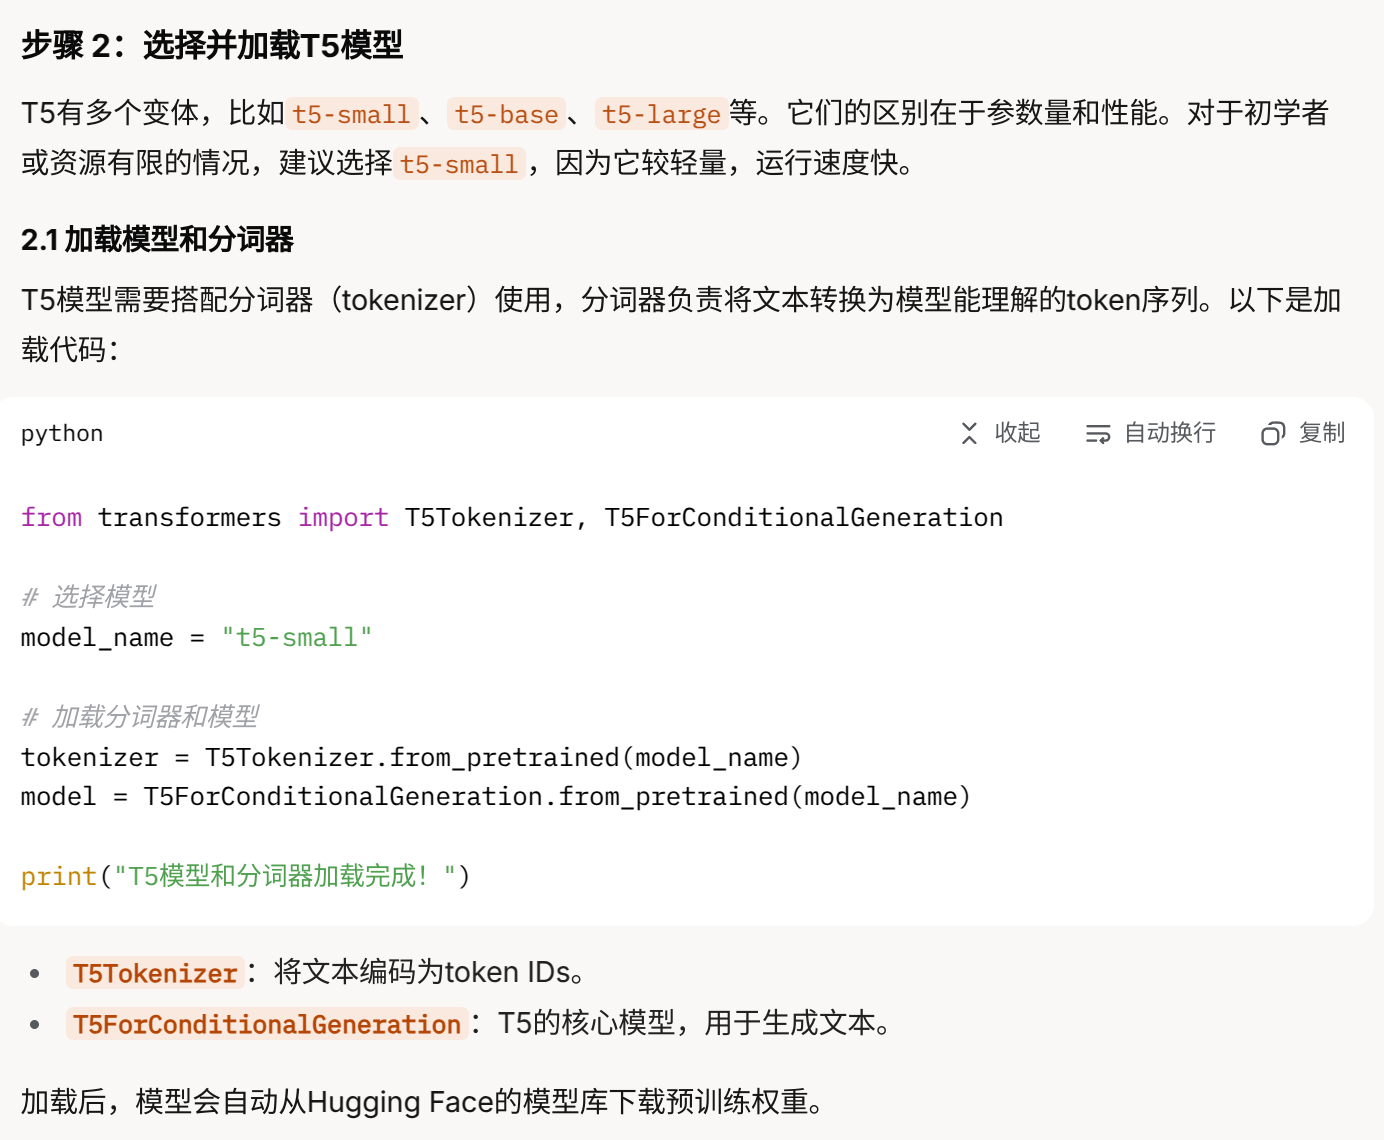 步骤 2：选择并加载T5模型
T5有多个变体，比如 t5-small 、 t5-base 、 t5-large 等。它们的区别在于参数量和性能。对于初学者
或资源有限的情况，建议选择 t5-small ，因为它较轻量，运行速度快。
2.1 加载模型和分词器
T5模型需要搭配分词器（tokenizer）使用，分词器负责将文本转换为模型能理解的token序列。以下是加
载代码：
python 收起 自动换行 复制
from transformers import T5Tokenizer, T5ForConditionalGeneration
# 选择模型
model_name = "t5-small"
# 加载分词器和模型
tokenizer = T5Tokenizer.from_pretrained(model_name)
model = T5ForConditionalGeneration.from_pretrained(model_name)
print("T5模型和分词器加载完成！")
• T5Tokenizer ：将文本编码为token IDs。
• T5ForConditionalGeneration ：T5的核心模型，用于生成文本。
加载后，模型会自动从Hugging Face的模型库下载预训练权重。